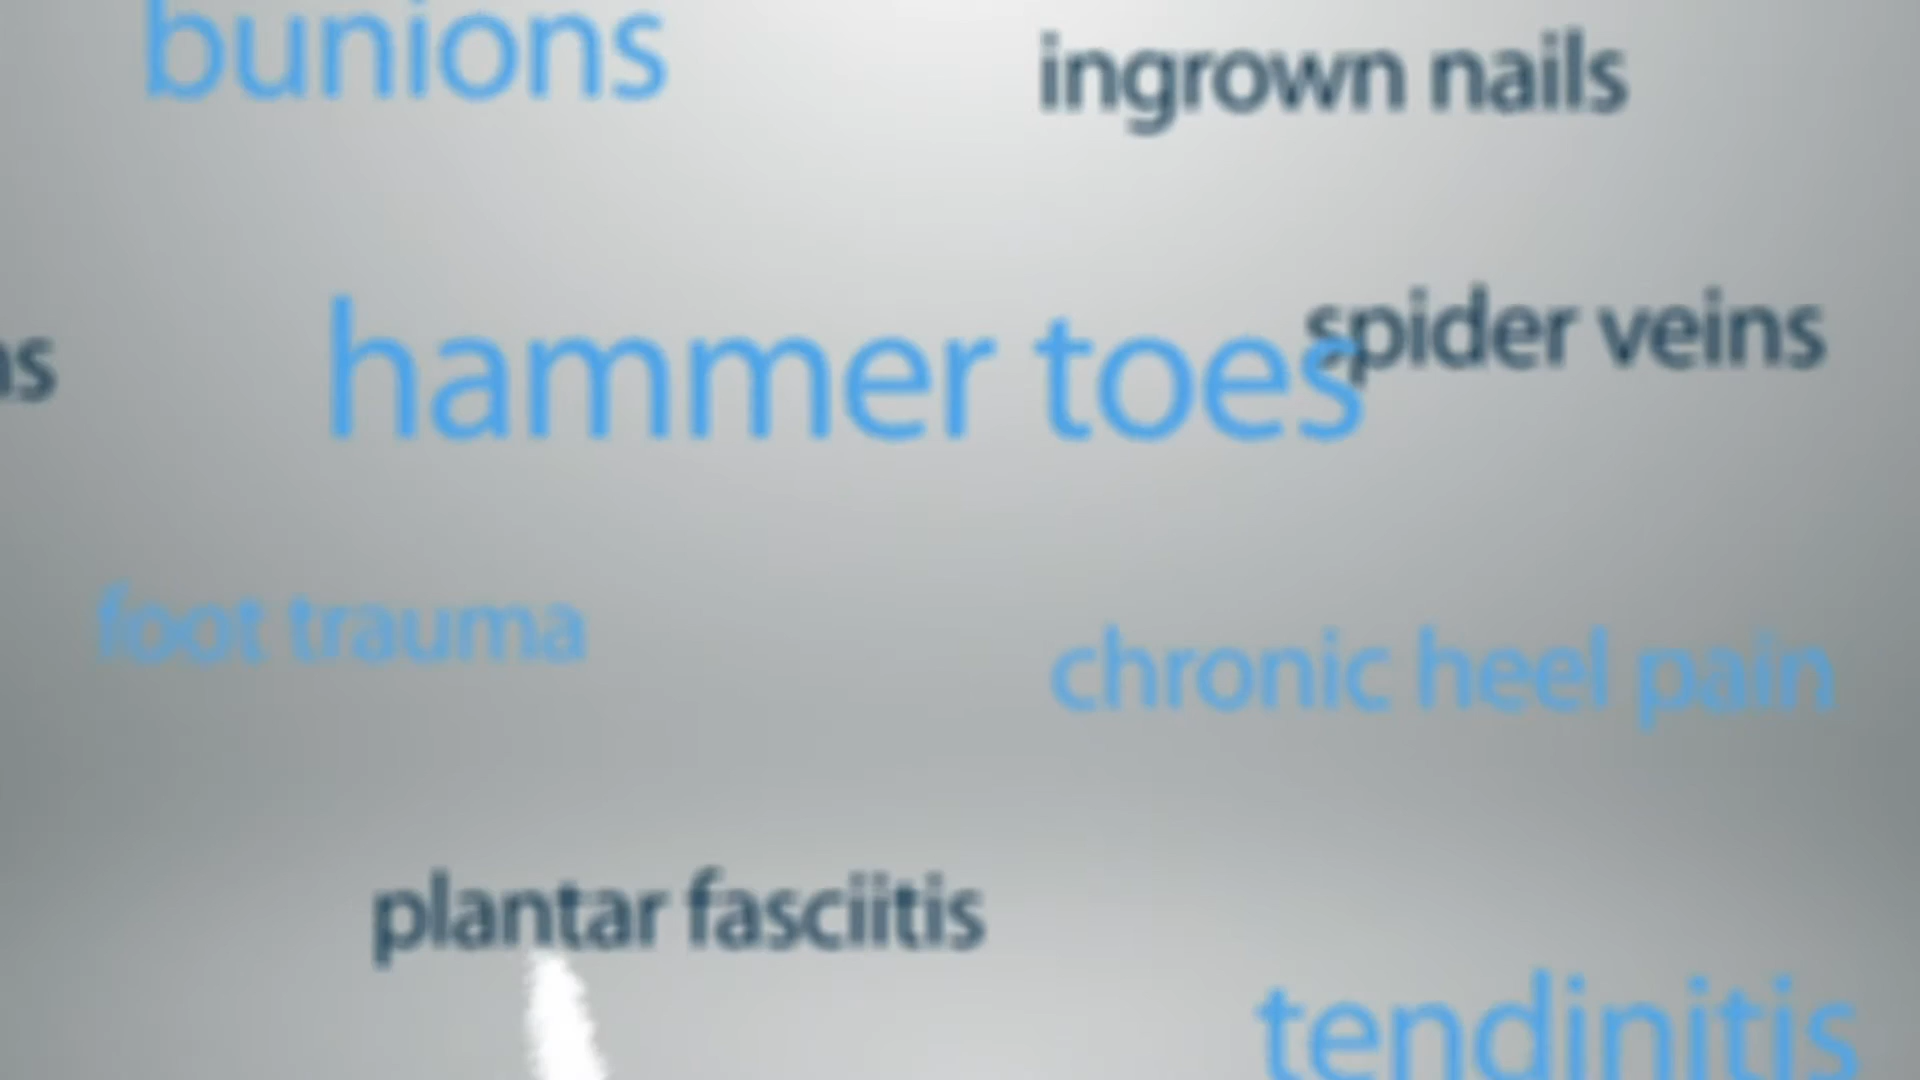 bunions
ingrown nails
hammer toes
spider veins
foot trauma
chronic heel pain
plantar fasciitis
tendinitis